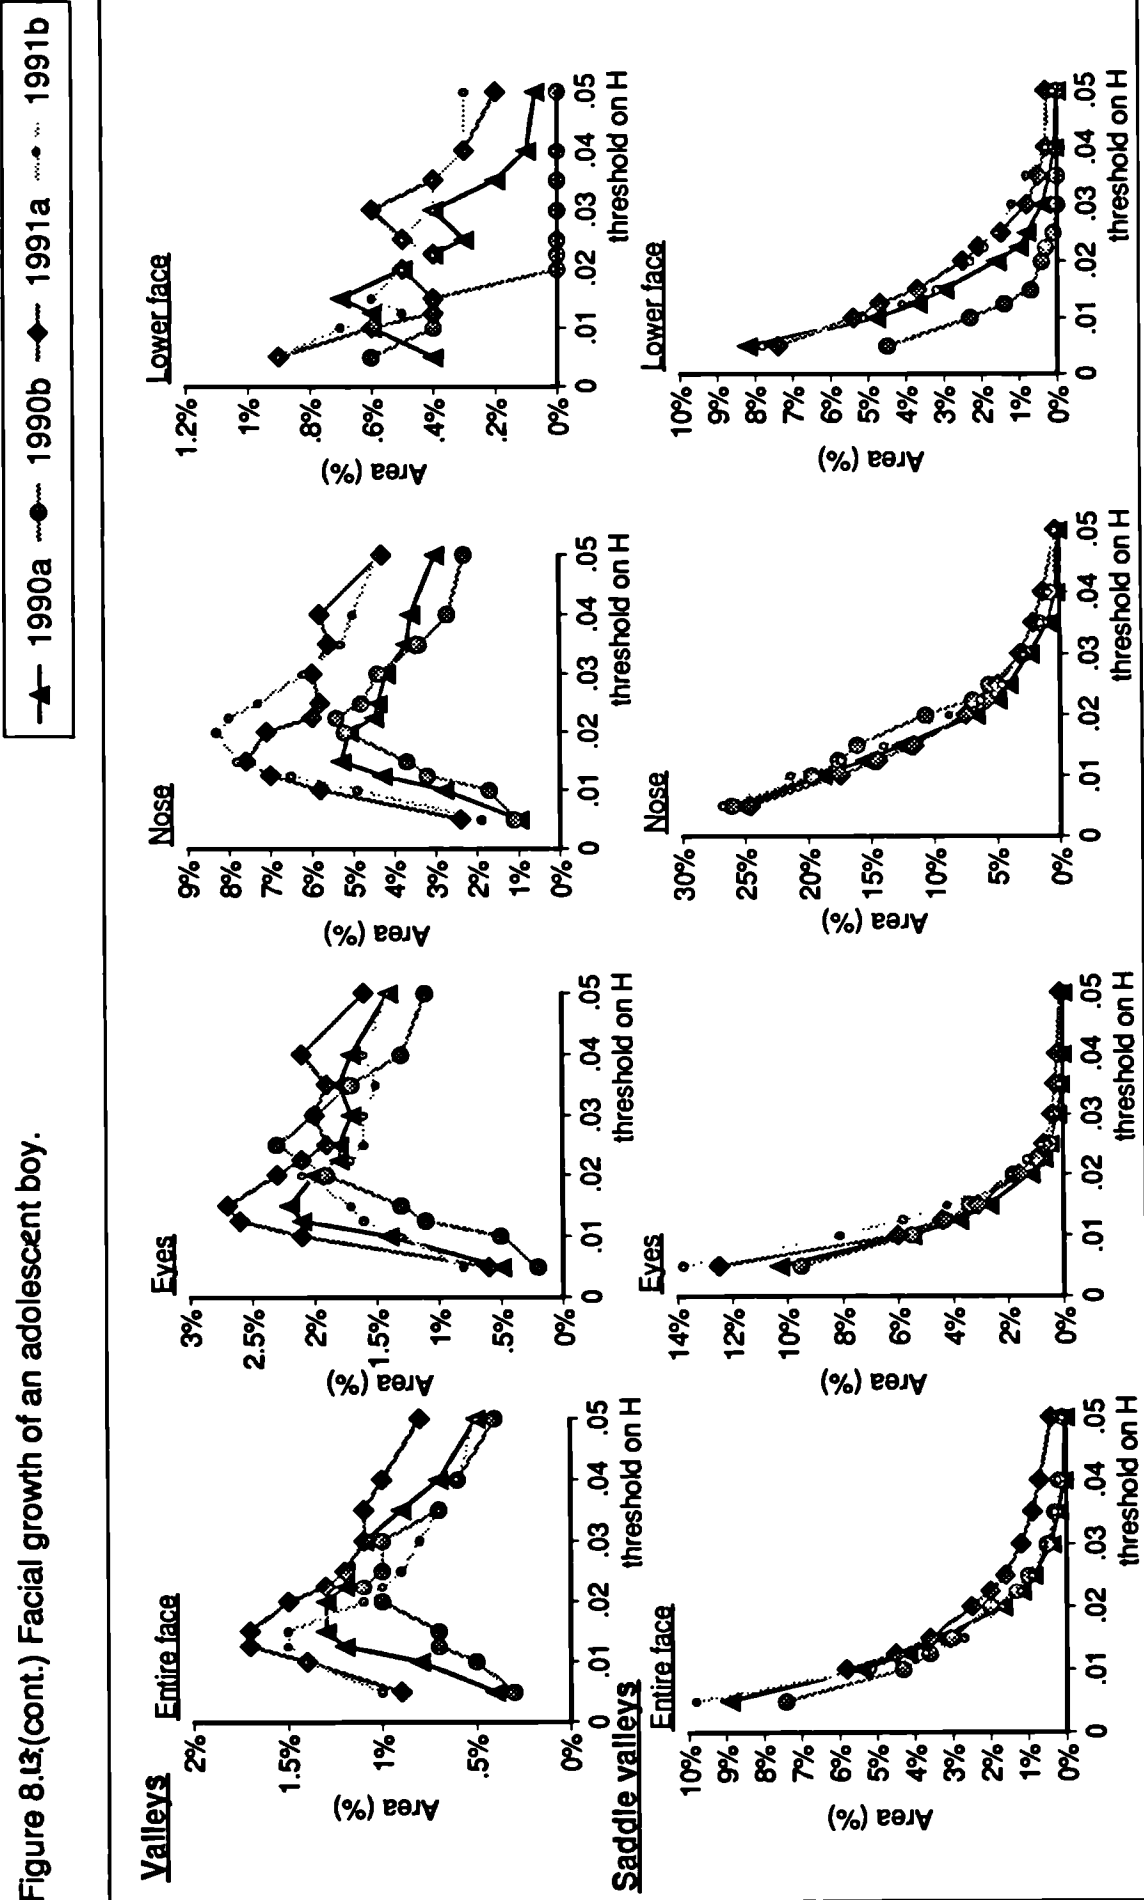 Figure 8.13.(cont.) Facial growth of an adolescent boy.
1990a 1990b 1991a 1991b
Valleys
Entire face
2%
1.5%
1%
.5%
0%
Area (%)
0 .01 .02 .03 .04 .05
threshold on H
Eyes
3%
2.5%
2%
1.5%
1%
.5%
0%
Area (%)
0 .01 .02 .03 .04 .05
threshold on H
Nose
9%
8%
7%
6%
5%
4%
3%
2%
1%
0%
Area (%)
0 .01 .02 .03 .04 .05
threshold on H
Lower face
1.2%
1%
.8%
.6%
.4%
.2%
0%
Area (%)
0 .01 .02 .03 .04 .05
threshold on H
Saddle valleys
Entire face
10%
9%
8%
7%
6%
5%
4%
3%
2%
1%
0%
Area (%)
0 .01 .02 .03 .04 .05
threshold on H
Eyes
14%
12%
10%
8%
6%
4%
2%
0%
Area (%)
0 .01 .02 .03 .04 .05
threshold on H
Nose
30%
25%
20%
15%
10%
5%
0%
Area (%)
0 .01 .02 .03 .04 .05
threshold on H
Lower face
10%
9%
8%
7%
6%
5%
4%
3%
2%
1%
0%
Area (%)
0 .01 .02 .03 .04 .05
threshold on H